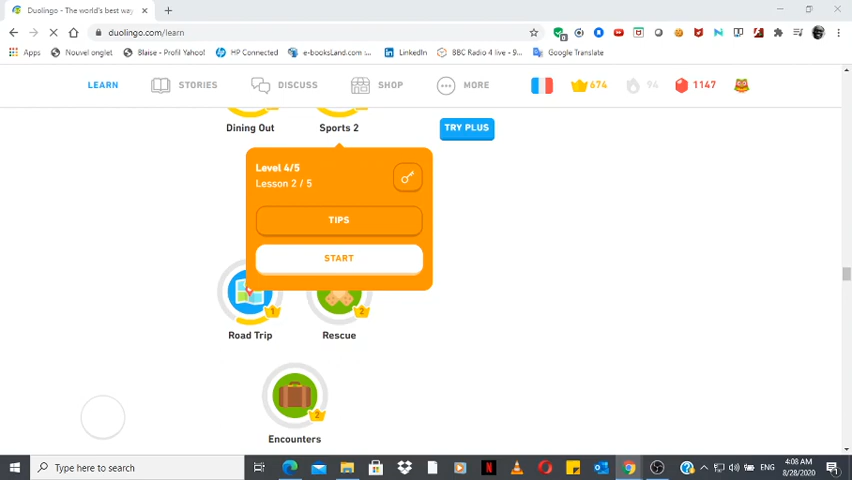 Duolingo - The world's best way
duolingo.com/learn
Apps
Nouvel onglet
Blaise - Profil Yahoo!
HP Connected
e-booksLand.com :...
LinkedIn
BBC Radio 4 live - 9...
Google Translate
LEARN
STORIES
DISCUSS
SHOP
MORE
674
94
1147
Dining Out
Sports 2
TRY PLUS
Level 4/5
Lesson 2 / 5
TIPS
START
1
2
Road Trip
Rescue
2
Encounters
Type here to search
ENG
4:08 AM
8/28/2020